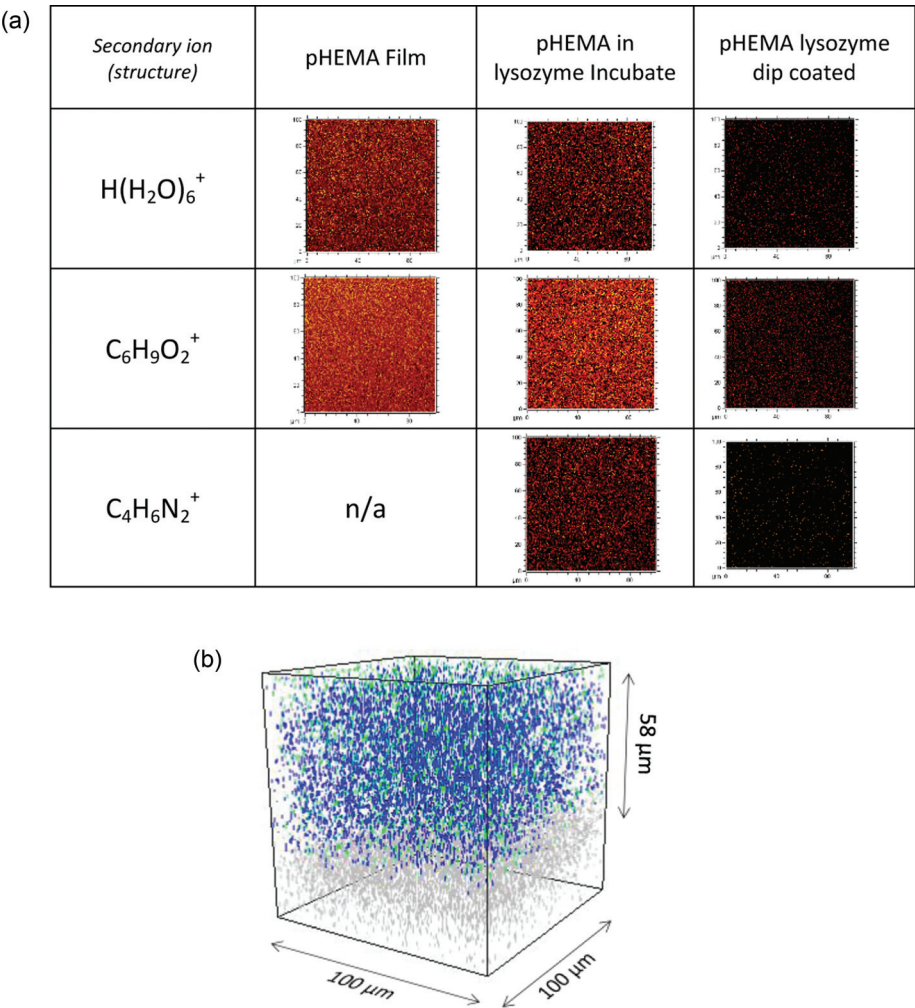 (a)
Secondary ion
(structure)
pHEMA Film
pHEMA in
lysozyme Incubate
pHEMA lysozyme
dip coated
H(H₂O)₆⁺
C₆H₉O₂⁺
C₄H₆N₂⁺
n/a
(b)
58 µm
100 µm
100 µm